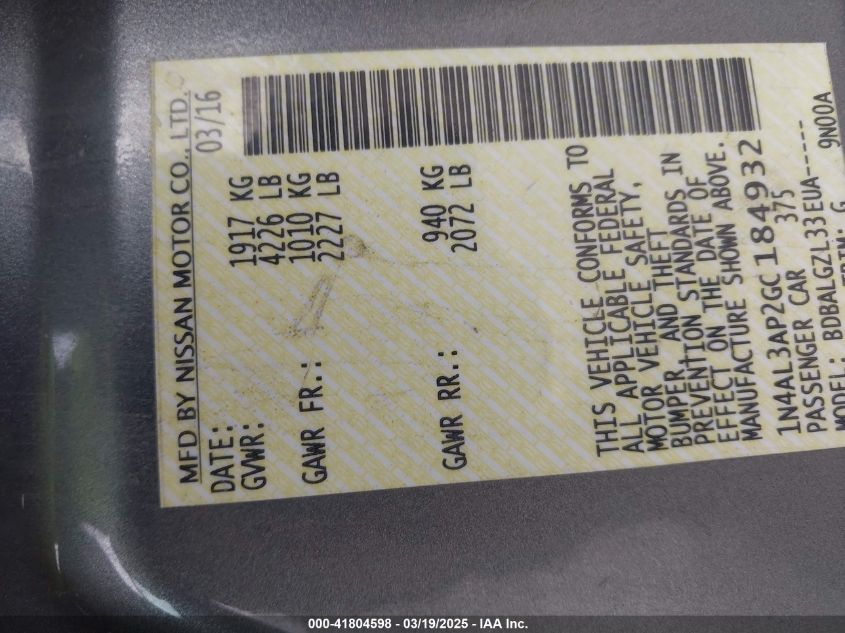 MFD BY NISSAN MOTOR CO., LTD.
DATE: 03/16
GVWR: 1917 KG
4226 LB
GAWR FR.: 1010 KG
2227 LB
GAWR RR.: 940 KG
2072 LB
THIS VEHICLE CONFORMS TO
ALL APPLICABLE FEDERAL
MOTOR VEHICLE SAFETY,
BUMPER AND THEFT
PREVENTION STANDARDS IN
EFFECT ON THE DATE OF
MANUFACTURE SHOWN ABOVE.
1N4AL3AP2GC184932
PASSENGER CAR 375
MODEL: BDBALGZL33EUA-----
TRIM: G 9N00A
000-41804598 - 03/19/2025 - IAA Inc.